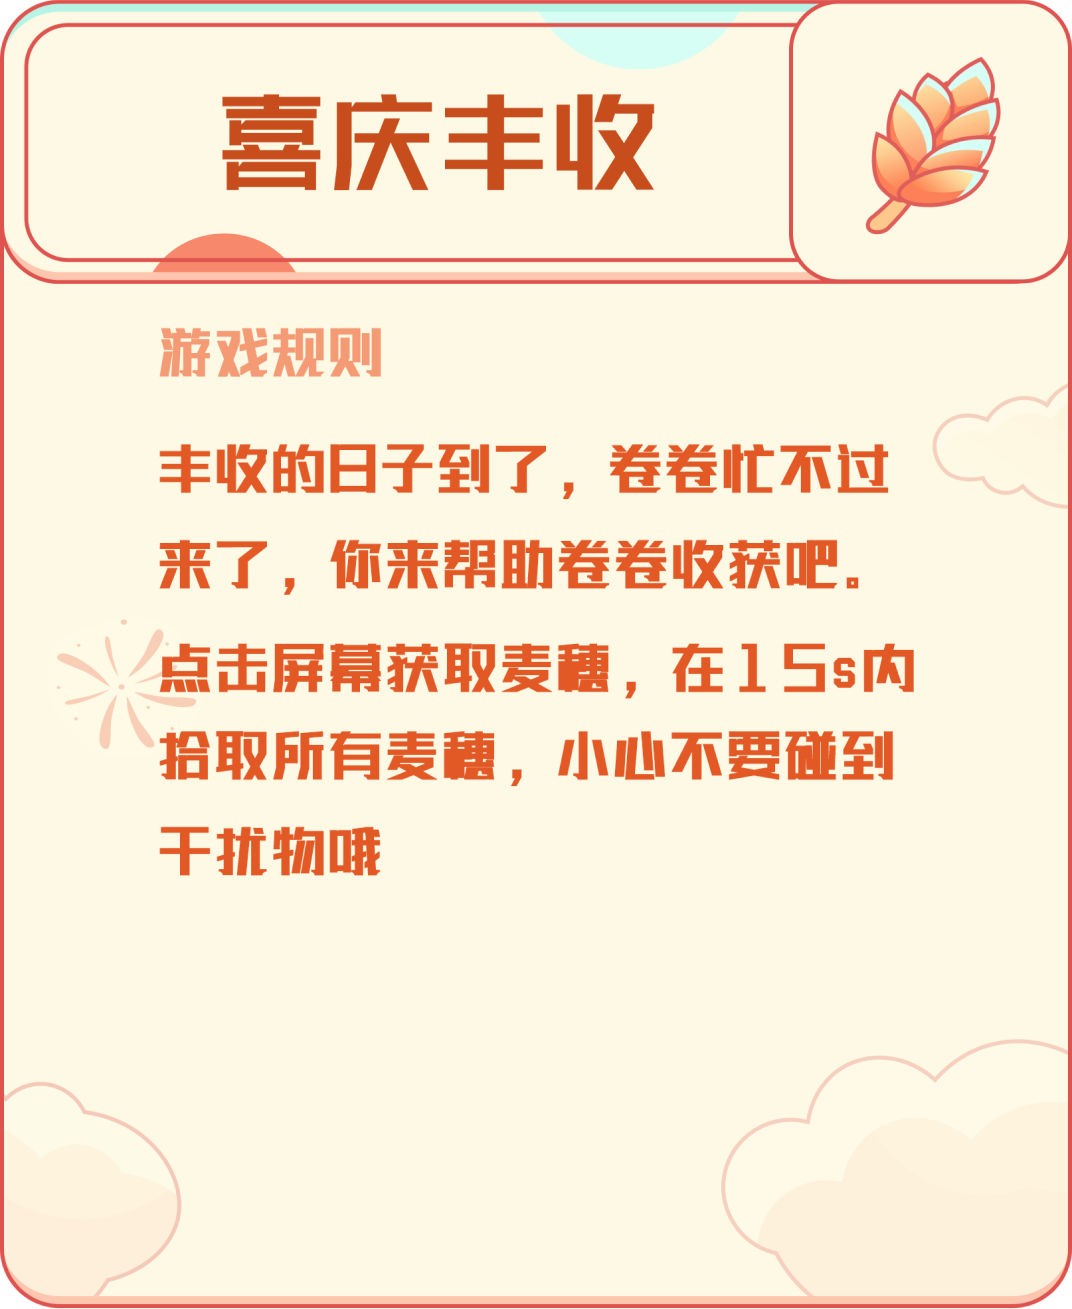 喜庆丰收
游戏规则
丰收的日子到了，卷卷忙不过
来了，你来帮助卷卷收获吧。
点击屏幕获取麦穗，在15s内
拾取所有麦穗，小心不要碰到
干扰物哦